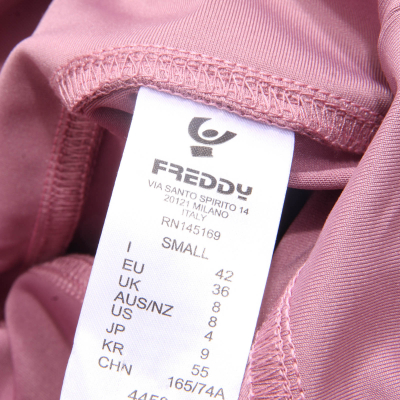 FREDDY
VIA SANTO SPIRITO 14
20121 MILANO
ITALY
RN145169
SMALL
I 42
EU 36
UK 8
AUS/NZ 8
US 4
JP 9
KR 55
CHN 165/74A